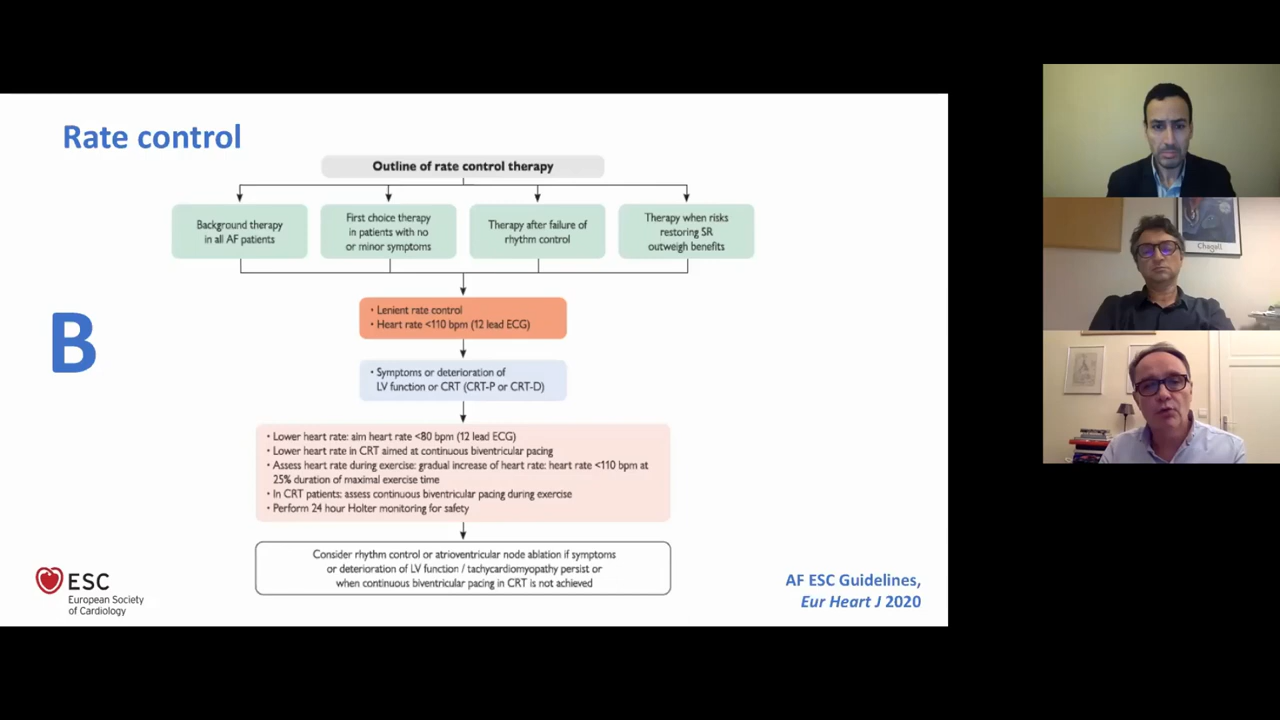 Rate control
Outline of rate control therapy
Background therapy
in all AF patients
First choice therapy
in patients with no
or minor symptoms
Therapy after failure of
rhythm control
Therapy when risks
restoring SR
outweigh benefits
• Lenient rate control
• Heart rate <110 bpm (12 lead ECG)
B
• Symptoms or deterioration of
LV function or CRT (CRT-P or CRT-D)
• Lower heart rate: aim heart rate <80 bpm (12 lead ECG)
• Lower heart rate in CRT aimed at continuous biventricular pacing
• Assess heart rate during exercise: gradual increase of heart rate: heart rate <110 bpm at
25% duration of maximal exercise time
• In CRT patients: assess continuous biventricular pacing during exercise
• Perform 24 hour Holter monitoring for safety
Consider rhythm control or atrioventricular node ablation if symptoms
or deterioration of LV function / tachycardiomyopathy persist or
when continuous biventricular pacing in CRT is not achieved
ESC
European Society
of Cardiology
AF ESC Guidelines,
Eur Heart J 2020
Chagall